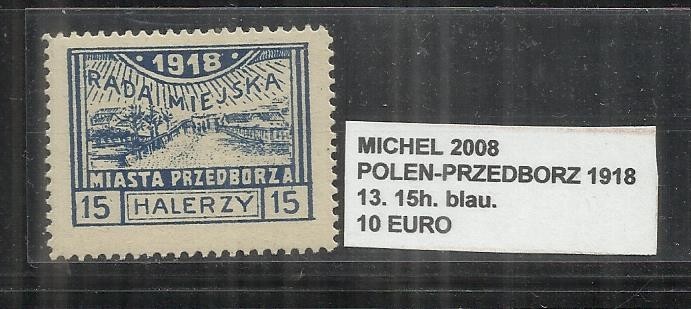 1918
RADA MIEJSKA
MIASTA PRZEDBORZA
15 HALERZY 15
MICHEL 2008
POLEN-PRZEDBORZ 1918
13. 15h. blau.
10 EURO